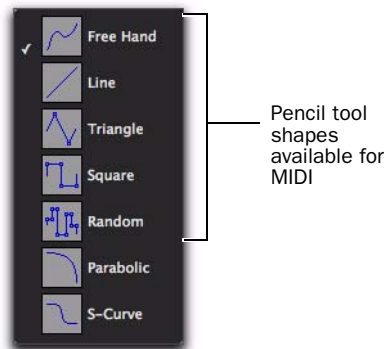 ✓ Free Hand
Line
Triangle
Square
Random
Parabolic
S-Curve
Pencil tool
shapes
available for
MIDI